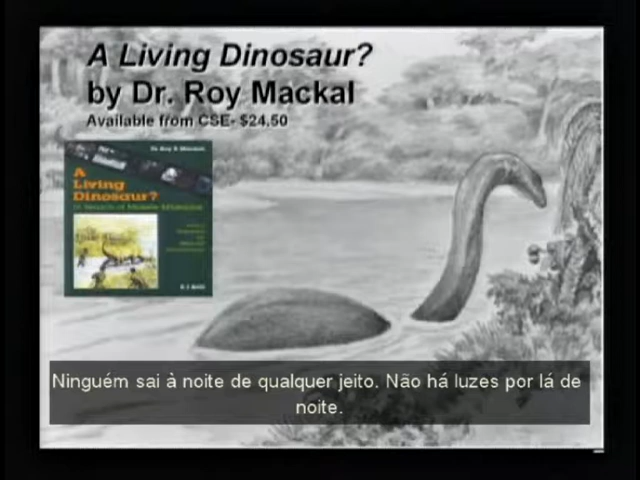 A Living Dinosaur?
by Dr. Roy Mackal
Available from CSE- $24.50
A
Living
Dinosaur?
Ninguém sai à noite de qualquer jeito. Não há luzes por lá de
noite.